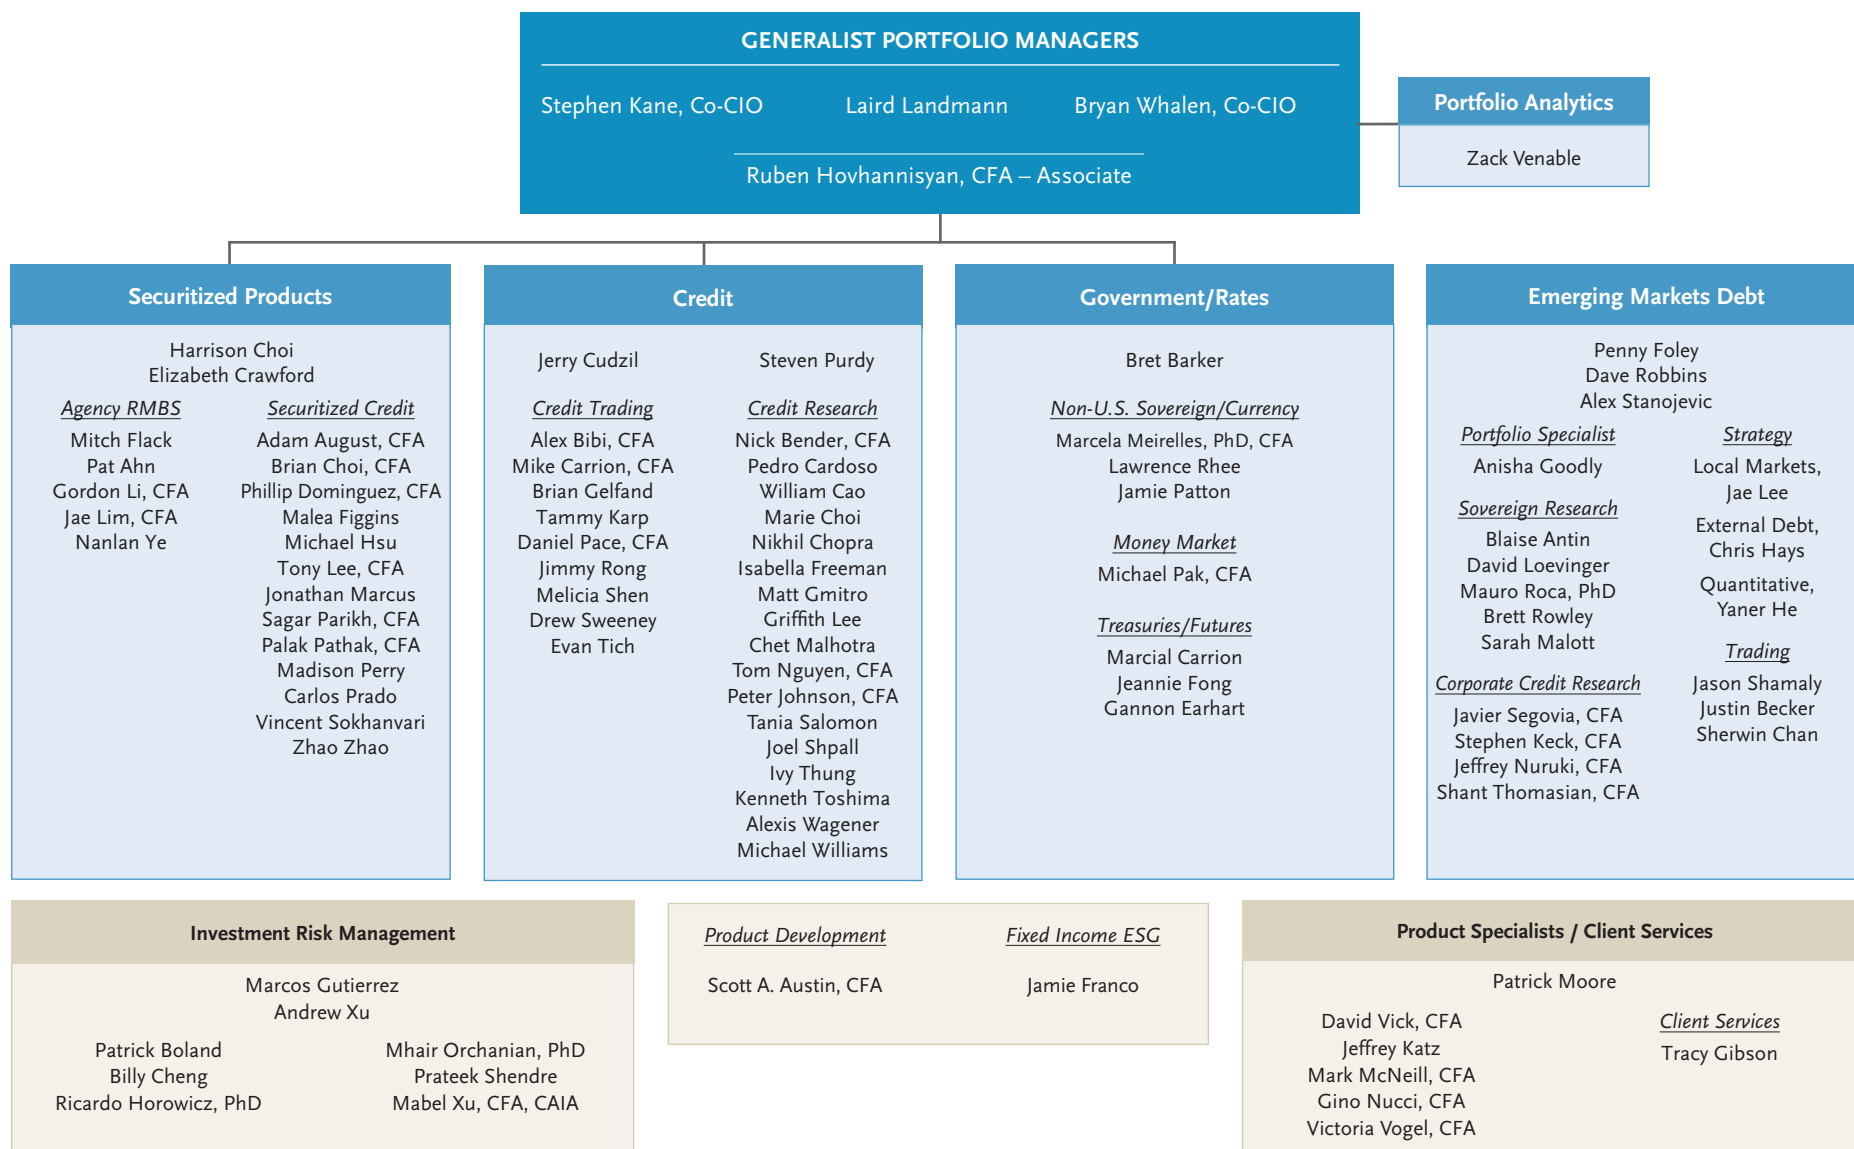 GENERALIST PORTFOLIO MANAGERS
Stephen Kane, Co-CIO
Laird Landmann
Bryan Whalen, Co-CIO
Ruben Hovhannisyan, CFA – Associate
Portfolio Analytics
Zack Venable
Securitized Products
Harrison Choi
Elizabeth Crawford
Agency RMBS
Mitch Flack
Pat Ahn
Gordon Li, CFA
Jae Lim, CFA
Nanlan Ye
Securitized Credit
Adam August, CFA
Brian Choi, CFA
Phillip Dominguez, CFA
Malea Figgins
Michael Hsu
Tony Lee, CFA
Jonathan Marcus
Sagar Parikh, CFA
Palak Pathak, CFA
Madison Perry
Carlos Prado
Vincent Sokhanvari
Zhao Zhao
Credit
Jerry Cudzil
Credit Trading
Alex Bibi, CFA
Mike Carrion, CFA
Brian Gelfand
Tammy Karp
Daniel Pace, CFA
Jimmy Rong
Melicia Shen
Drew Sweeney
Evan Tich
Steven Purdy
Credit Research
Nick Bender, CFA
Pedro Cardoso
William Cao
Marie Choi
Nikhil Chopra
Isabella Freeman
Matt Gmitro
Griffith Lee
Chet Malhotra
Tom Nguyen, CFA
Peter Johnson, CFA
Tania Salomon
Joel Shpall
Ivy Thung
Kenneth Toshima
Alexis Wagener
Michael Williams
Government/Rates
Bret Barker
Non-U.S. Sovereign/Currency
Marcela Meirelles, PhD, CFA
Lawrence Rhee
Jamie Patton
Money Market
Michael Pak, CFA
Treasuries/Futures
Marcial Carrion
Jeannie Fong
Gannon Earhart
Emerging Markets Debt
Penny Foley
Dave Robbins
Alex Stanojevic
Portfolio Specialist
Anisha Goodly
Sovereign Research
Blaise Antin
David Loevinger
Mauro Roca, PhD
Brett Rowley
Sarah Malott
Corporate Credit Research
Javier Segovia, CFA
Stephen Keck, CFA
Jeffrey Nuruki, CFA
Shant Thomasian, CFA
Strategy
Local Markets,
Jae Lee
External Debt,
Chris Hays
Quantitative,
Yaner He
Trading
Jason Shamaly
Justin Becker
Sherwin Chan
Investment Risk Management
Marcos Gutierrez
Andrew Xu
Patrick Boland
Billy Cheng
Ricardo Horowicz, PhD
Mhair Orchanian, PhD
Prateek Shendre
Mabel Xu, CFA, CAIA
Product Development
Scott A. Austin, CFA
Fixed Income ESG
Jamie Franco
Product Specialists / Client Services
Patrick Moore
David Vick, CFA
Jeffrey Katz
Mark McNeill, CFA
Gino Nucci, CFA
Victoria Vogel, CFA
Client Services
Tracy Gibson